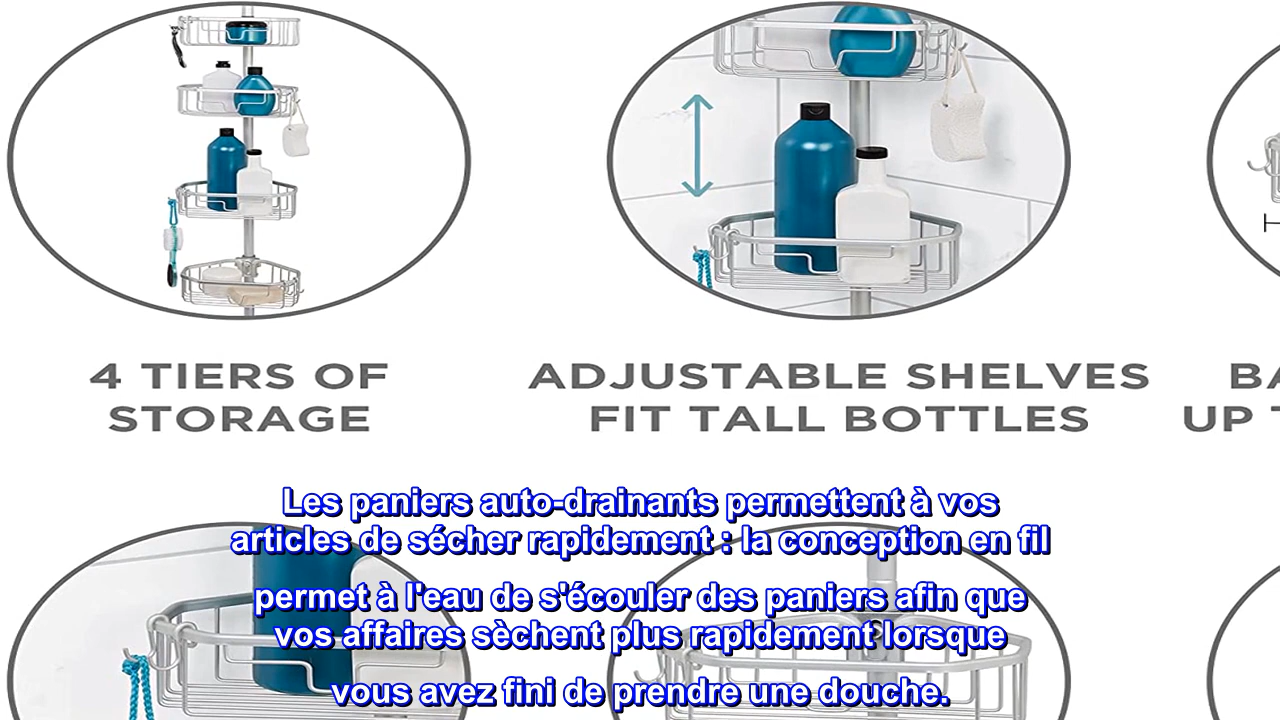 4 TIERS OF
STORAGE
ADJUSTABLE SHELVES
FIT TALL BOTTLES
UP
Les paniers auto-drainants permettent à vos
articles de sécher rapidement : la conception en fil
permet à l'eau de s'écouler des paniers afin que
vos affaires sèchent plus rapidement lorsque
vous avez fini de prendre une douche.